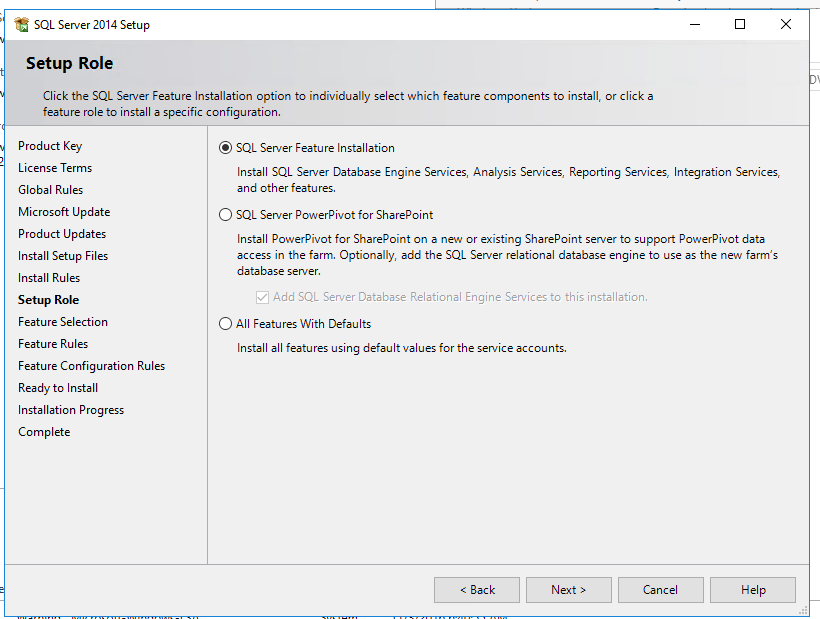 SQL Server 2014 Setup
Setup Role
Click the SQL Server Feature Installation option to individually select which feature components to install, or click a
feature role to install a specific configuration.
Product Key
License Terms
Global Rules
Microsoft Update
Product Updates
Install Setup Files
Install Rules
Setup Role
Feature Selection
Feature Rules
Feature Configuration Rules
Ready to Install
Installation Progress
Complete
SQL Server Feature Installation
Install SQL Server Database Engine Services, Analysis Services, Reporting Services, Integration Services,
and other features.
SQL Server PowerPivot for SharePoint
Install PowerPivot for SharePoint on a new or existing SharePoint server to support PowerPivot data
access in the farm. Optionally, add the SQL Server relational database engine to use as the new farm's
database server.
Add SQL Server Database Relational Engine Services to this installation.
All Features With Defaults
Install all features using default values for the service accounts.
< Back
Next >
Cancel
Help